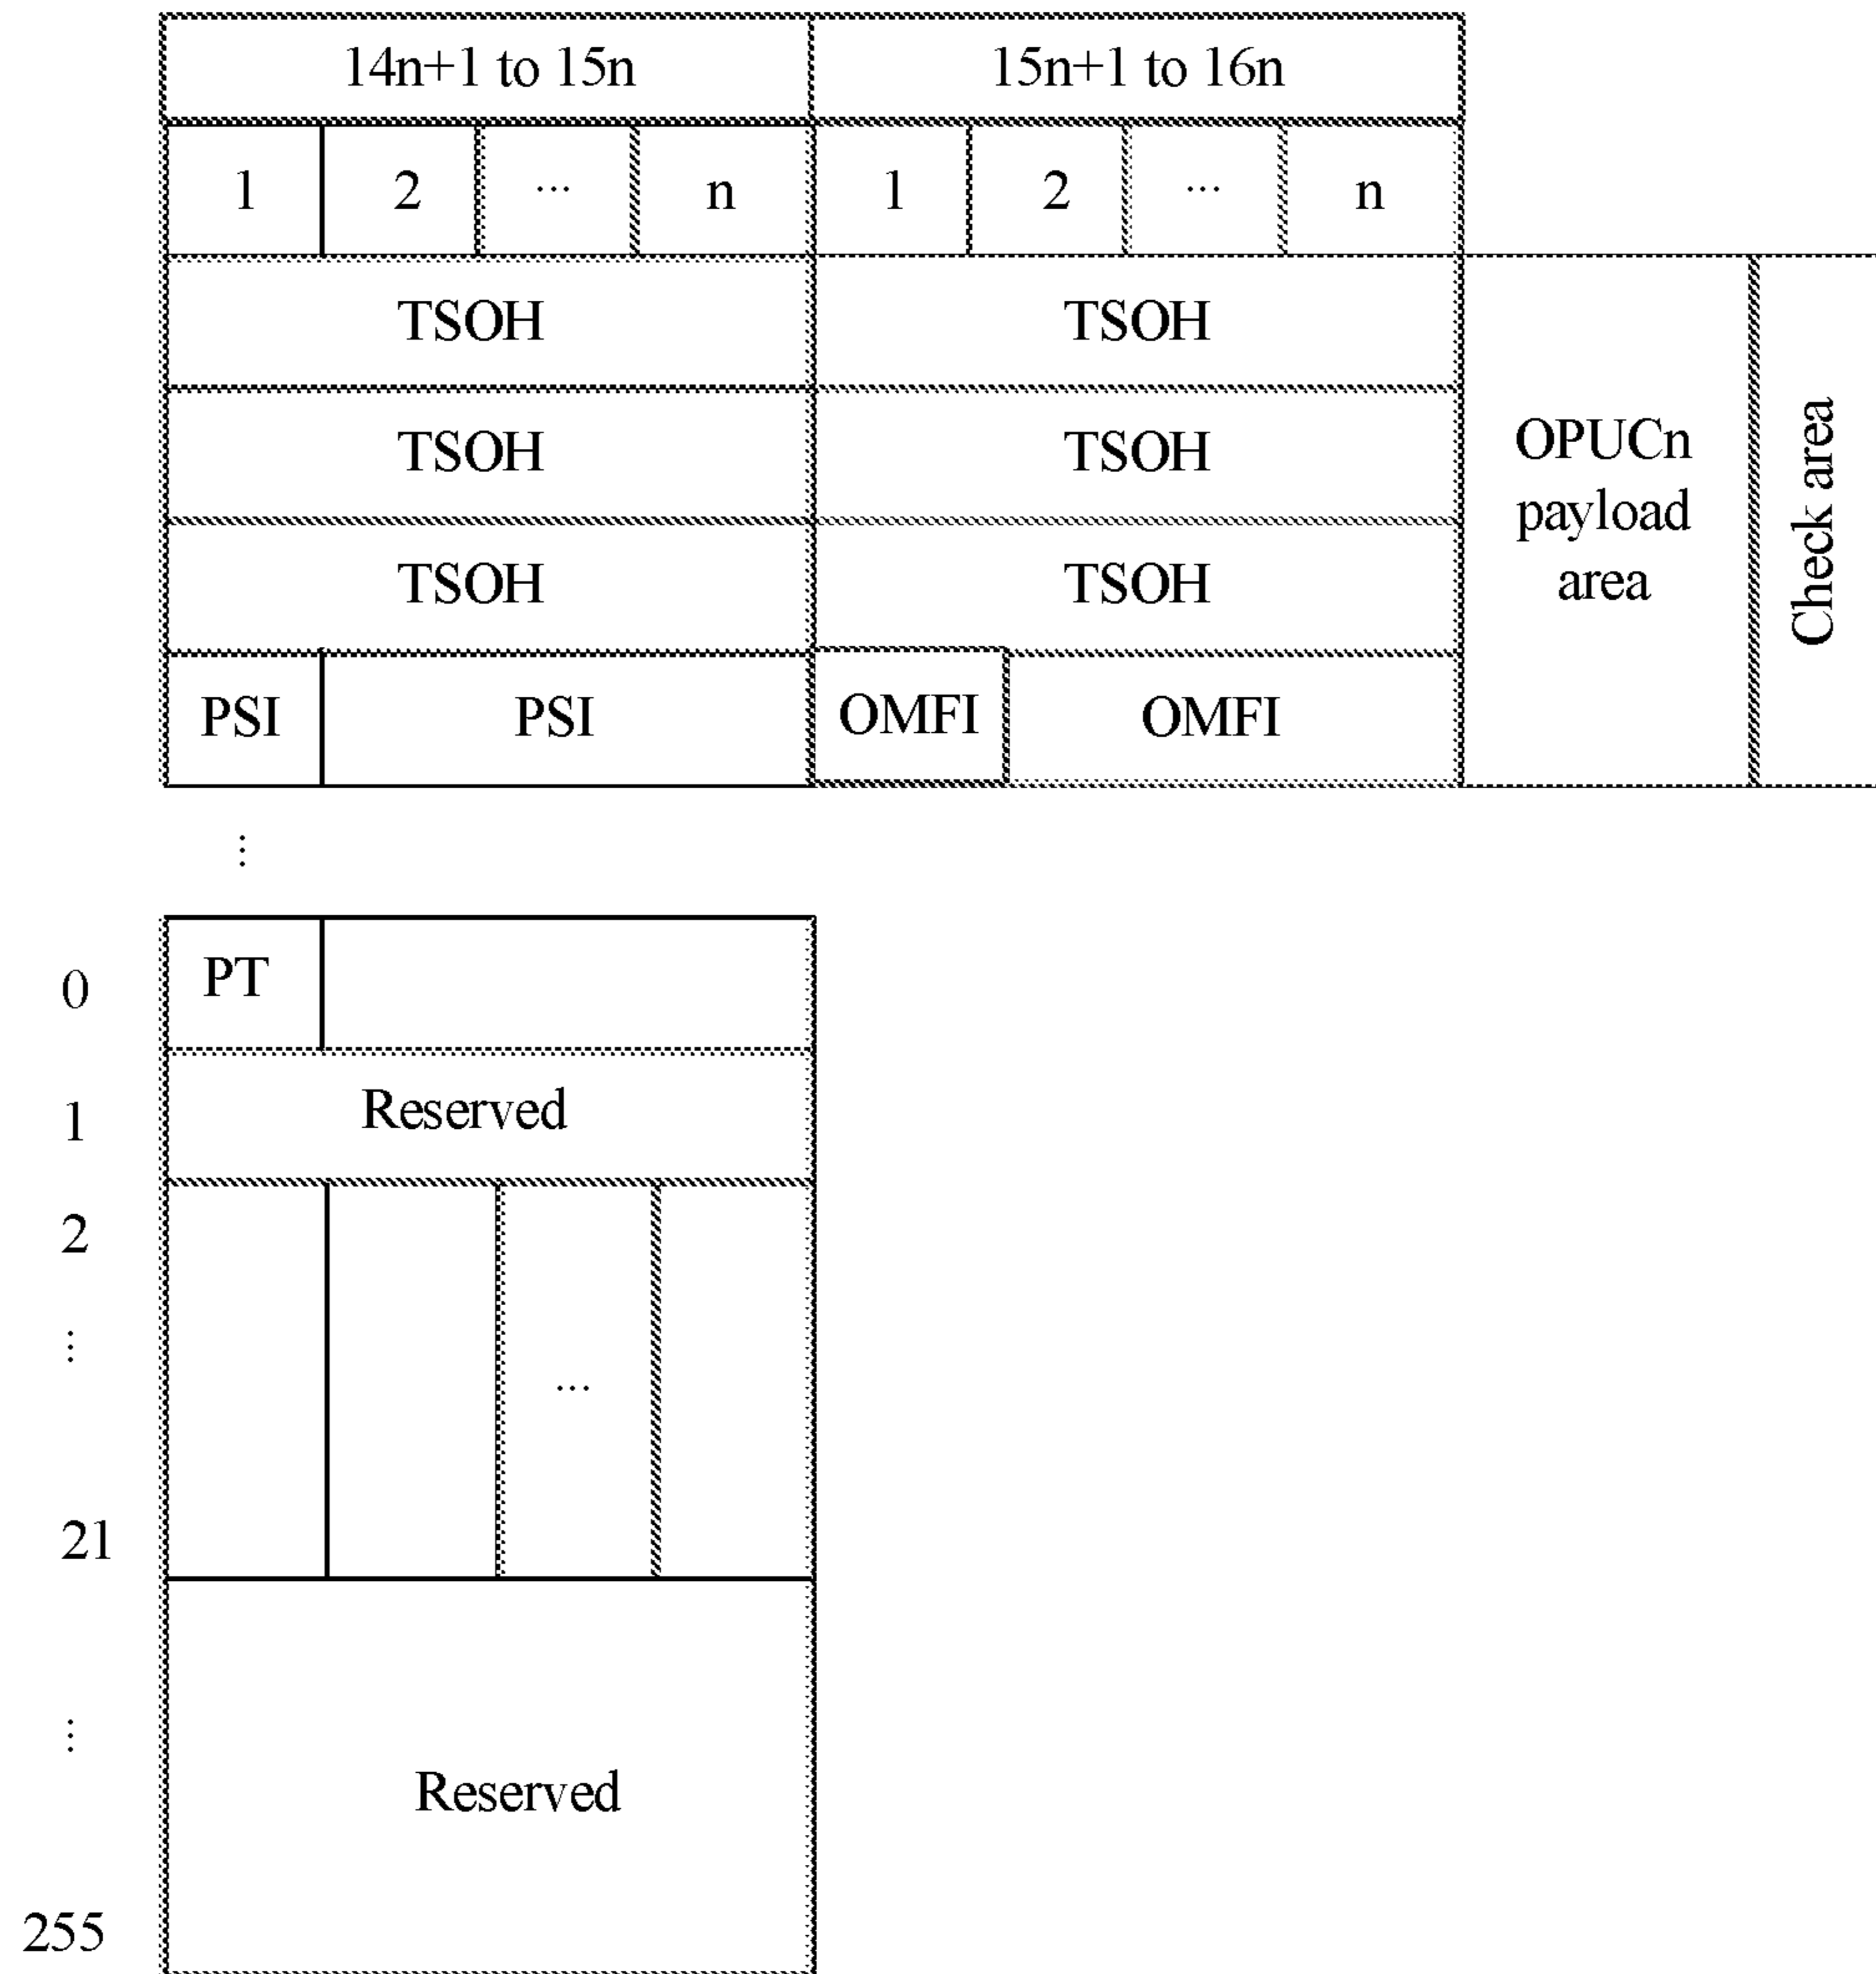 14n+1 to 15n 15n+1 to 16n
1 2 ... n 1 2 ... n
TSOH TSOH
TSOH TSOH
TSOH TSOH
PSI PSI OMFI OMFI
OPUCn
payload
area
Check area
⋮
0 PT
1 Reserved
2
⋮
...
21
⋮
Reserved
255